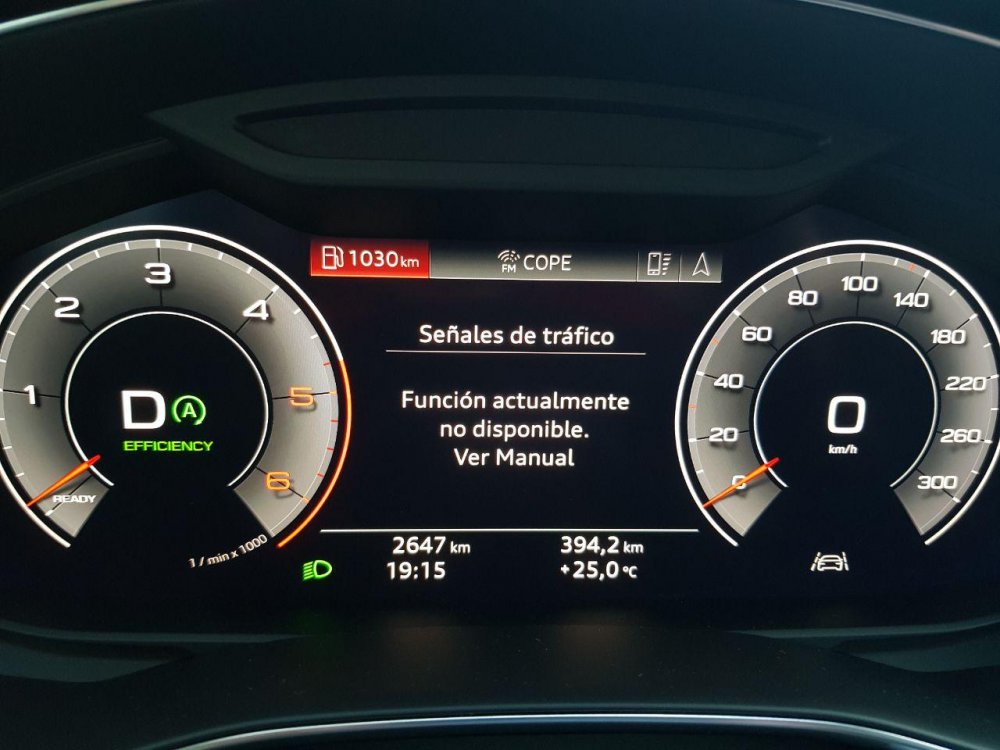 1030 km
FM COPE
Señales de tráfico
Función actualmente
no disponible.
Ver Manual
1
2
3
4
5
6
READY
D A
EFFICIENCY
1 / min x 1000
0
20
40
60
80
100
140
180
220
260
300
0
km/h
2647 km
394,2 km
19:15
+25,0 °C